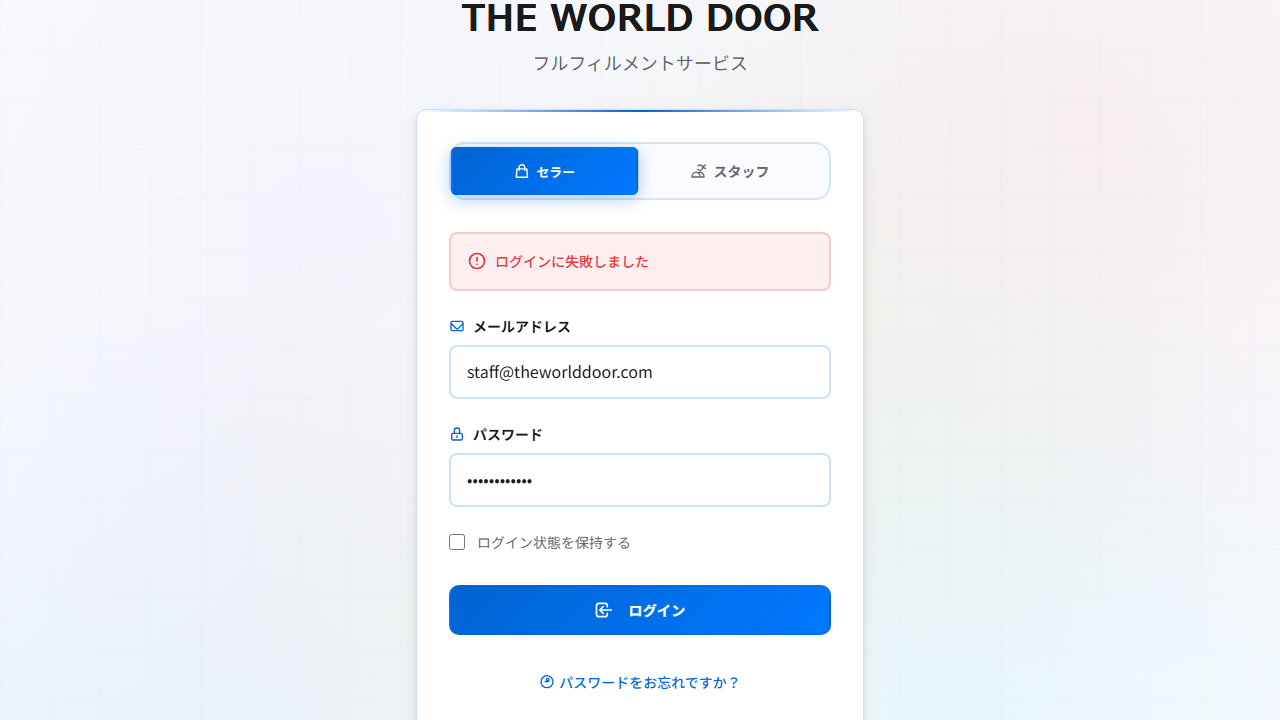 THE WORLD DOOR
フルフィルメントサービス
セラー
スタッフ
ログインに失敗しました
メールアドレス
staff@theworlddoor.com
パスワード
••••••••••••
ログイン状態を保持する
ログイン
パスワードをお忘れですか？